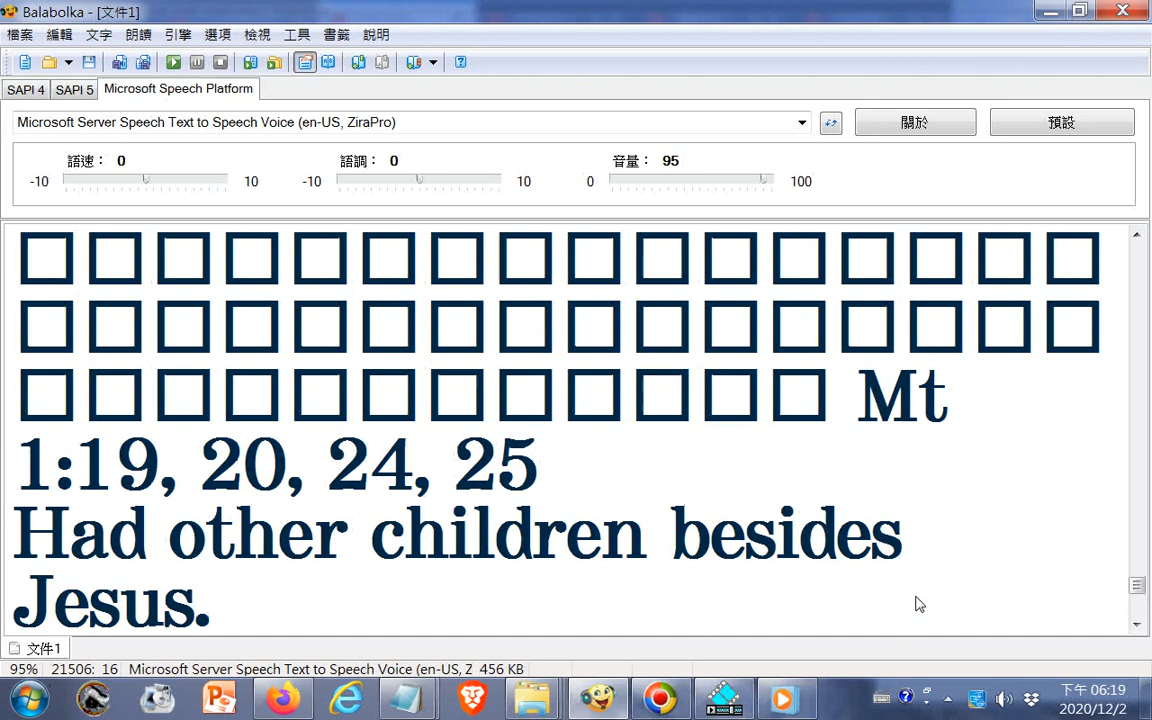 Balabolka - [文件1]
檔案 編輯 文字 朗讀 引擎 選項 檢視 工具 書籤 說明
SAPI 4 SAPI 5 Microsoft Speech Platform
Microsoft Server Speech Text to Speech Voice (en-US, ZiraPro) 關於 預設
語速： 0 語調： 0 音量： 95
-10 10 -10 10 0 100
□□□□□□□□□□□□□□□□
□□□□□□□□□□□□□□□□
□□□□□□□□□□□□ Mt
1:19, 20, 24, 25
Had other children besides
Jesus.
文件1
95% 21506: 16 Microsoft Server Speech Text to Speech Voice (en-US, Z 456 KB
下午 06:19
2020/12/2